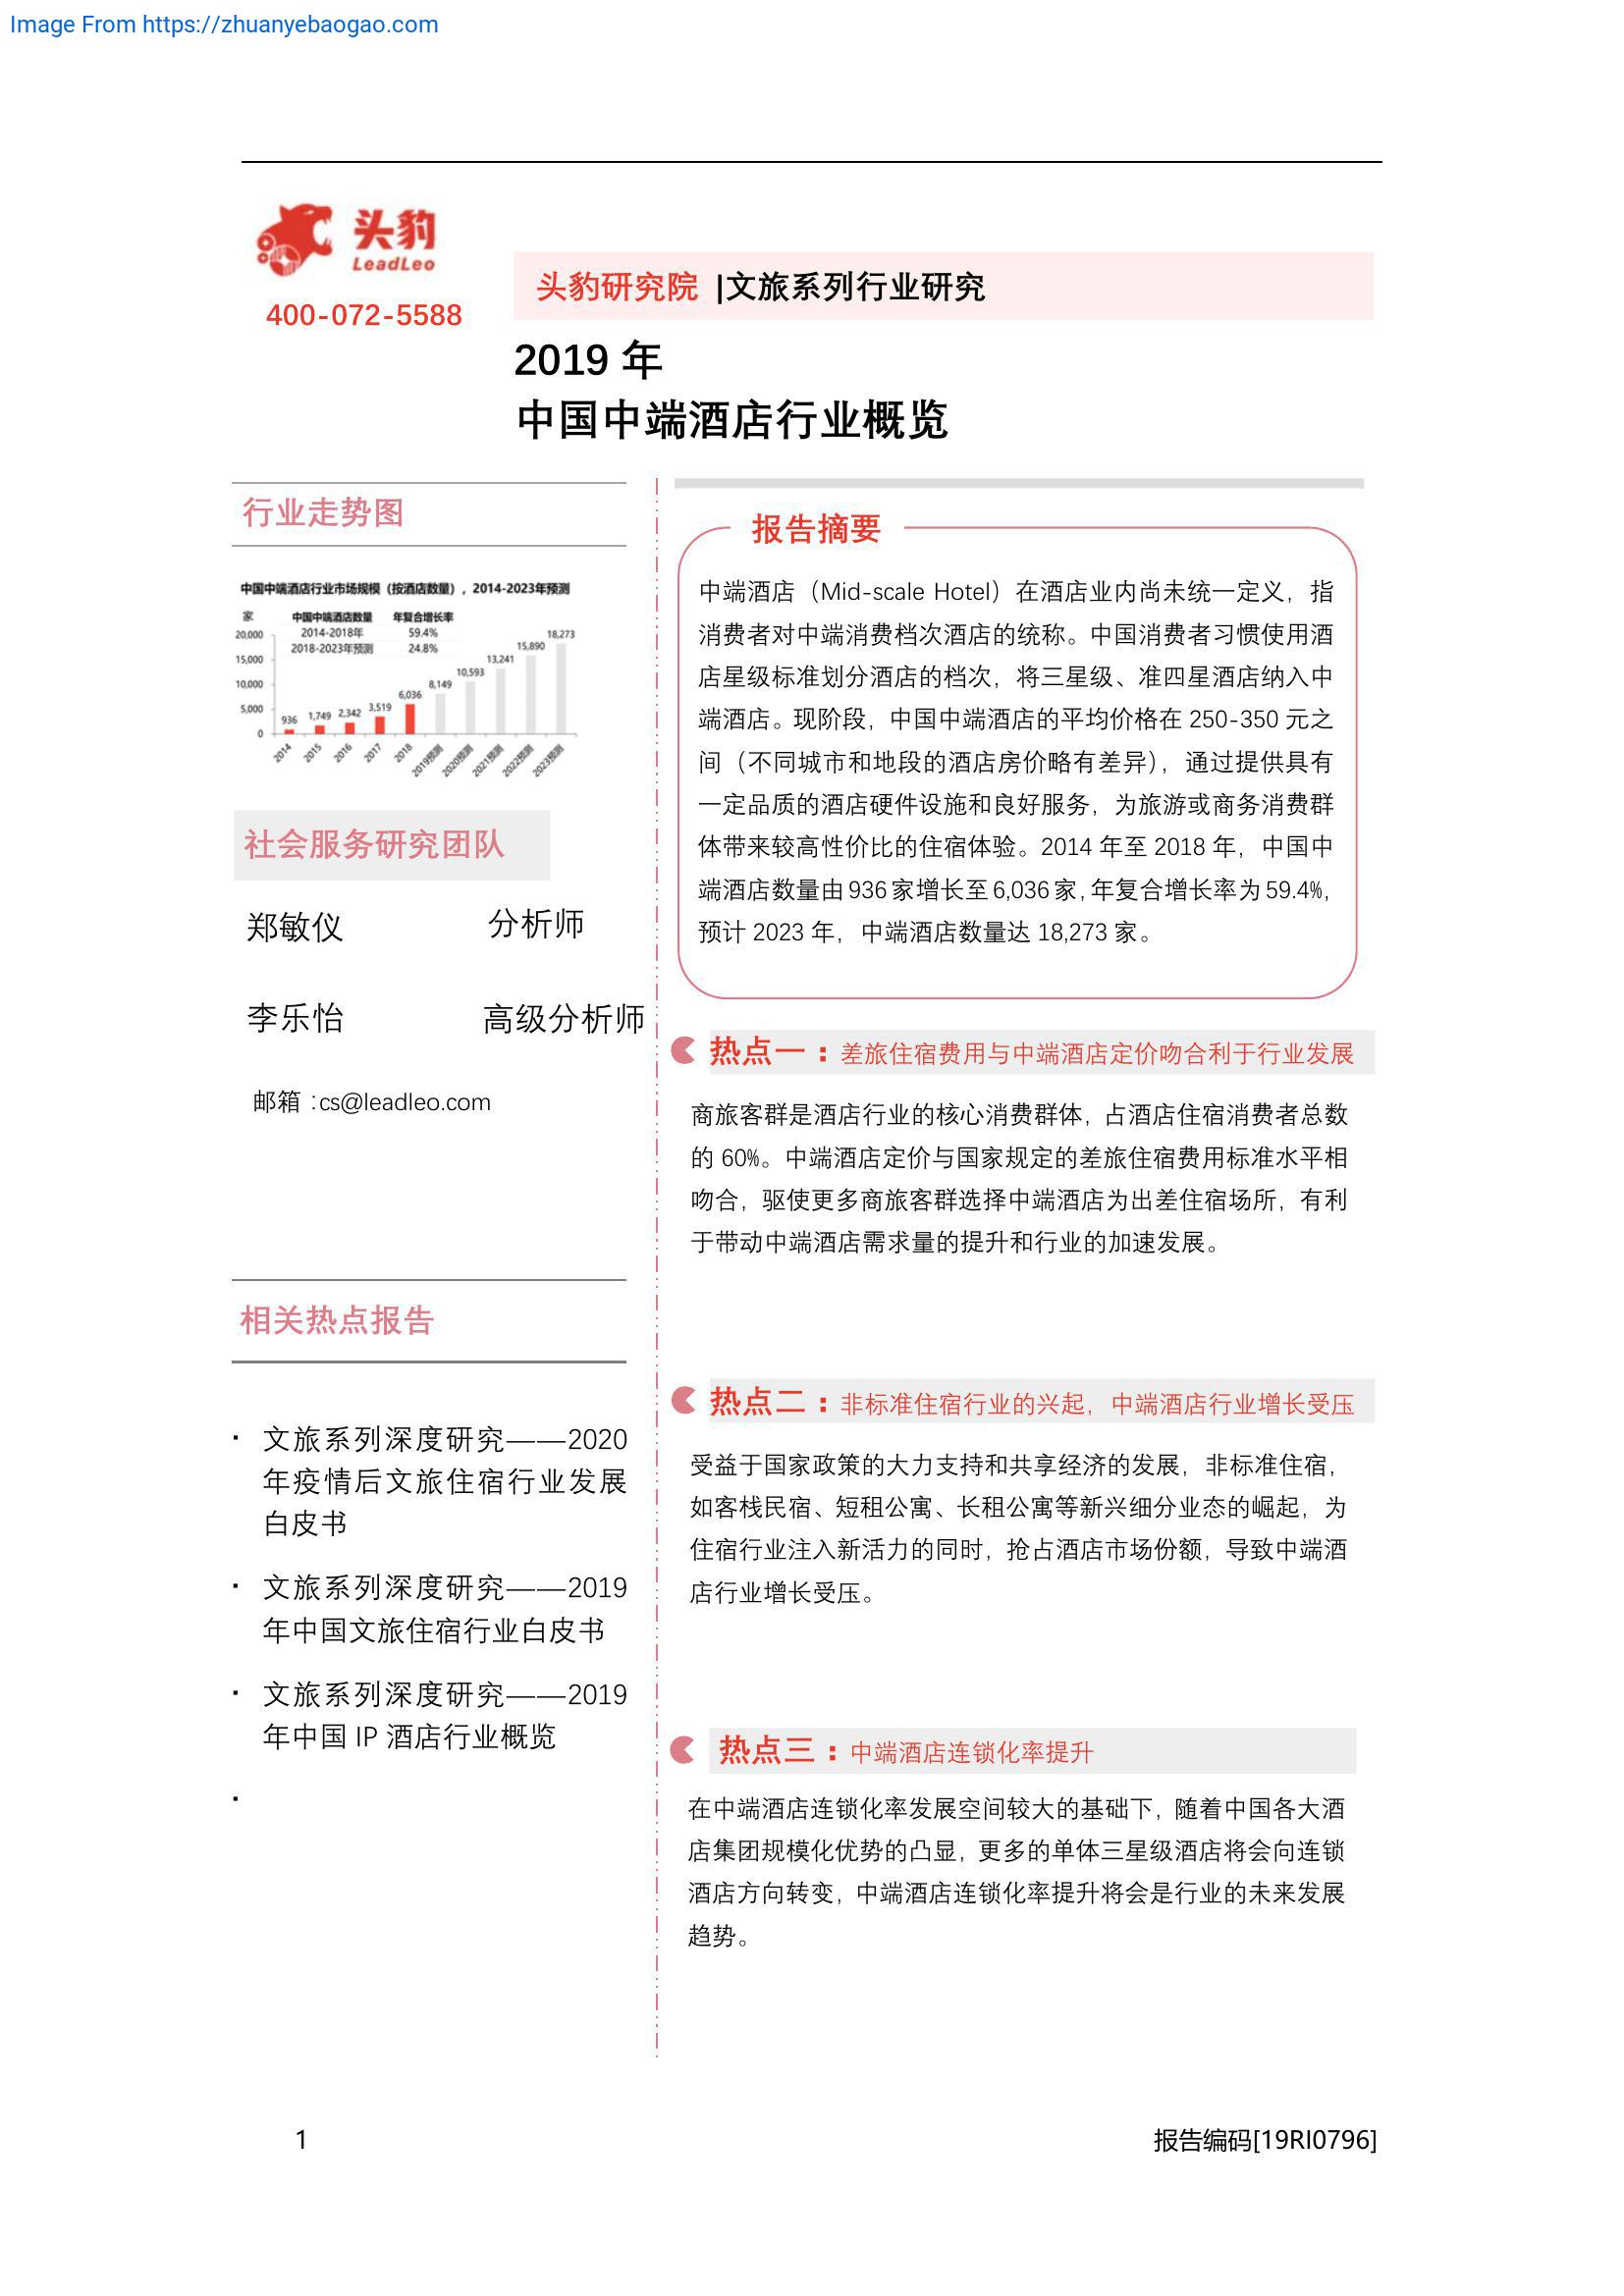 Image From https://zhuanyebaogao.com
头豹
LeadLeo
400-072-5588
头豹研究院 |文旅系列行业研究
2019 年
中国中端酒店行业概览
行业走势图
中国中端酒店行业市场规模（按酒店数量），2014-2023年预测
家
中国中端酒店数量 年复合增长率
2014-2018年 59.4%
2018-2023年预测 24.8%
20,000
15,000
10,000
5,000
0
936
1,749
2,342
3,519
6,036
8,149
10,593
13,241
15,890
18,273
2014
2015
2016
2017
2018
2019预测
2020预测
2021预测
2022预测
2023预测
社会服务研究团队
郑敏仪 分析师
李乐怡 高级分析师
邮箱 :cs@leadleo.com
相关热点报告
· 文旅系列深度研究——2020
年疫情后文旅住宿行业发展
白皮书
· 文旅系列深度研究——2019
年中国文旅住宿行业白皮书
· 文旅系列深度研究——2019
年中国 IP 酒店行业概览
·
报告摘要
中端酒店（Mid-scale Hotel）在酒店业内尚未统一定义，指
消费者对中端消费档次酒店的统称。中国消费者习惯使用酒
店星级标准划分酒店的档次，将三星级、准四星酒店纳入中
端酒店。现阶段，中国中端酒店的平均价格在 250-350 元之
间（不同城市和地段的酒店房价略有差异），通过提供具有
一定品质的酒店硬件设施和良好服务，为旅游或商务消费群
体带来较高性价比的住宿体验。2014 年至 2018 年，中国中
端酒店数量由 936 家增长至 6,036 家，年复合增长率为 59.4%，
预计 2023 年，中端酒店数量达 18,273 家。
热点一：差旅住宿费用与中端酒店定价吻合利于行业发展
商旅客群是酒店行业的核心消费群体，占酒店住宿消费者总数
的 60%。中端酒店定价与国家规定的差旅住宿费用标准水平相
吻合，驱使更多商旅客群选择中端酒店为出差住宿场所，有利
于带动中端酒店需求量的提升和行业的加速发展。
热点二：非标准住宿行业的兴起，中端酒店行业增长受压
受益于国家政策的大力支持和共享经济的发展，非标准住宿，
如客栈民宿、短租公寓、长租公寓等新兴细分业态的崛起，为
住宿行业注入新活力的同时，抢占酒店市场份额，导致中端酒
店行业增长受压。
热点三：中端酒店连锁化率提升
在中端酒店连锁化率发展空间较大的基础下，随着中国各大酒
店集团规模化优势的凸显，更多的单体三星级酒店将会向连锁
酒店方向转变，中端酒店连锁化率提升将会是行业的未来发展
趋势。
1
报告编码[19RI0796]